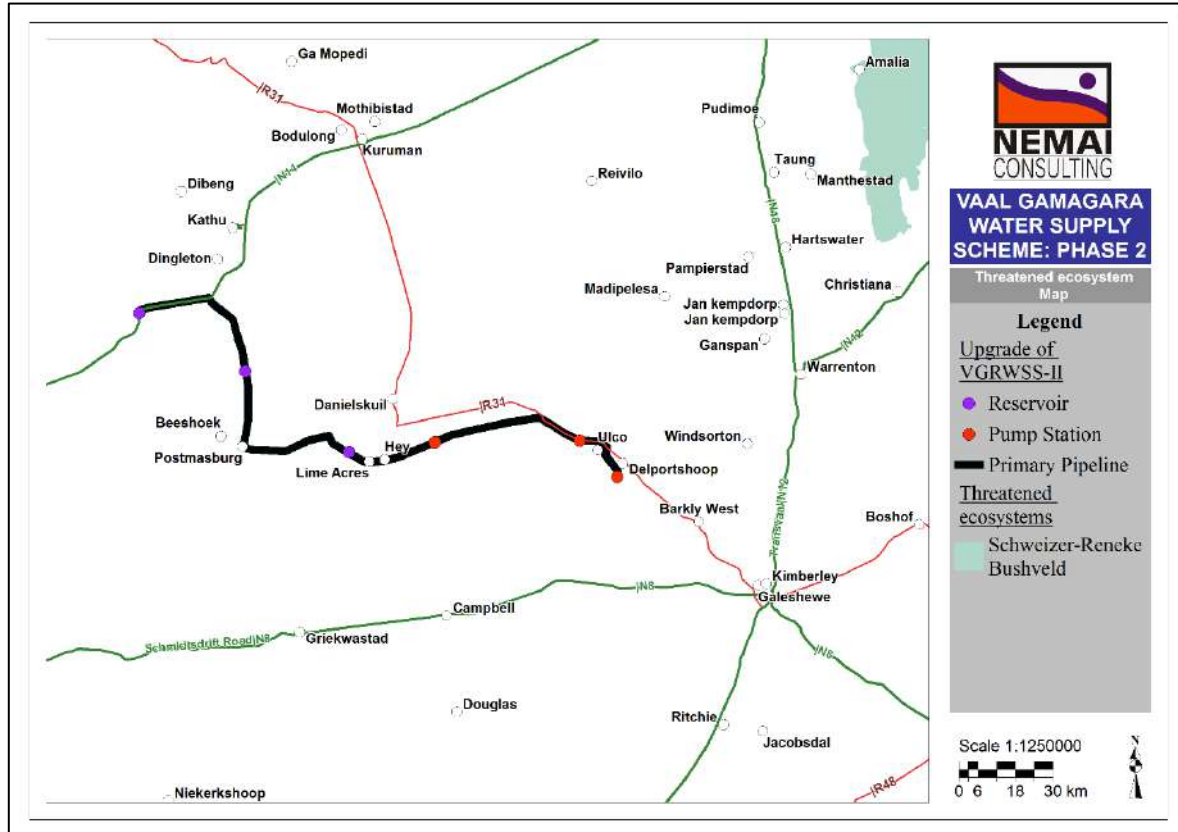 Ga Mopedi
Amalia
|R31
Mothibistad
Pudimoe
Bodulong
Kuruman
|N14
Taung
Manthestad
Reivilo
Dibeng
Kathu
|N18
Hartswater
Dingleton
Pampierstad
Madipelesa
Christiana
Jan kempdorp
Jan kempdorp
Ganspan
|N12
Warrenton
Danielskuil
|R31
Beeshoek
Postmasburg
Hey
Lime Acres
Ulco
Windsorton
Delportshoop
Barkly West
Boshof
Transvaal|N12
Kimberley
Galeshewe
|N8
Campbell
Schmidtsdrift Road|N8
Griekwastad
|N8
Douglas
Ritchie
Jacobsdal
Niekerkshoop
|R48
NEMAI
CONSULTING
VAAL GAMAGARA
WATER SUPPLY
SCHEME: PHASE 2
Threatened ecosystem
Map
Legend
Upgrade of
VGRWSS-II
Reservoir
Pump Station
Primary Pipeline
Threatened
ecosystems
Schweizer-Reneke
Bushveld
Scale 1:1250000
N
0 6 18 30 km